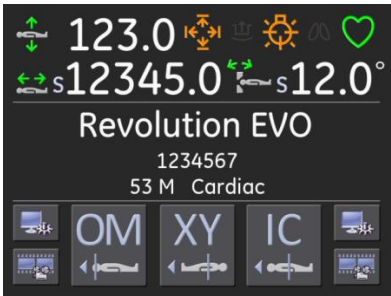 123.0
S12345.0 S12.0°
Revolution EVO
1234567
53 M Cardiac
OM XY IC